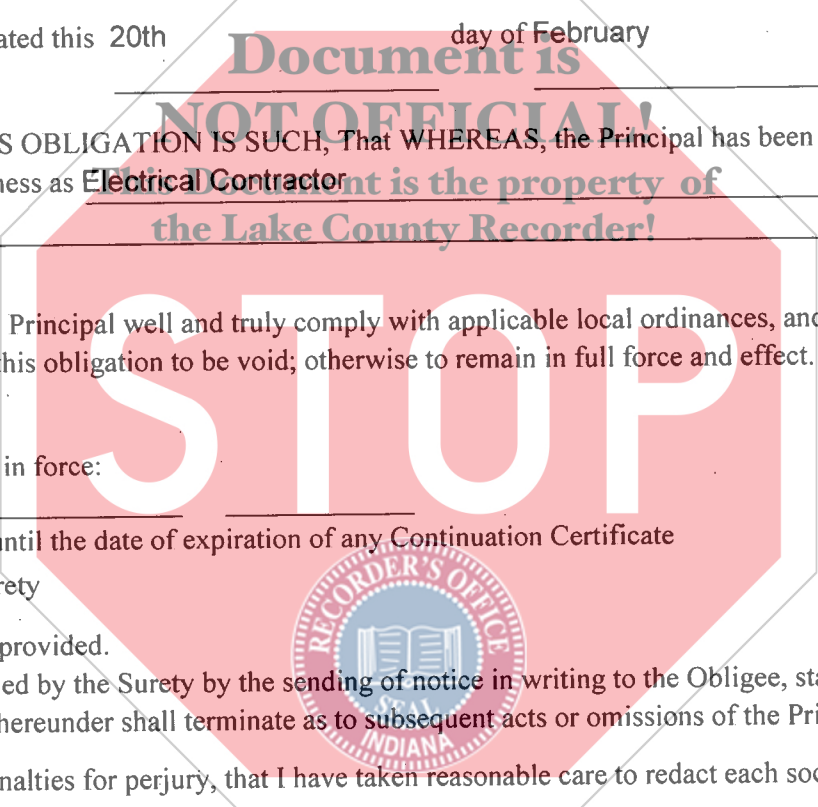 ated this 20th day of February
Document is
NOT OFFICIAL!
S OBLIGATION IS SUCH, That WHEREAS, the Principal has been
ness as Electrical Contractor
This Document is the property of
the Lake County Recorder!
STOP
Principal well and truly comply with applicable local ordinances, and
this obligation to be void; otherwise to remain in full force and effect.
in force:
until the date of expiration of any Continuation Certificate
rety
provided.
ed by the Surety by the sending of notice in writing to the Obligee, sta
hereunder shall terminate as to subsequent acts or omissions of the Pri
RECORDER'S OFFICE
SEAL
INDIANA
nalties for perjury, that I have taken reasonable care to redact each soc